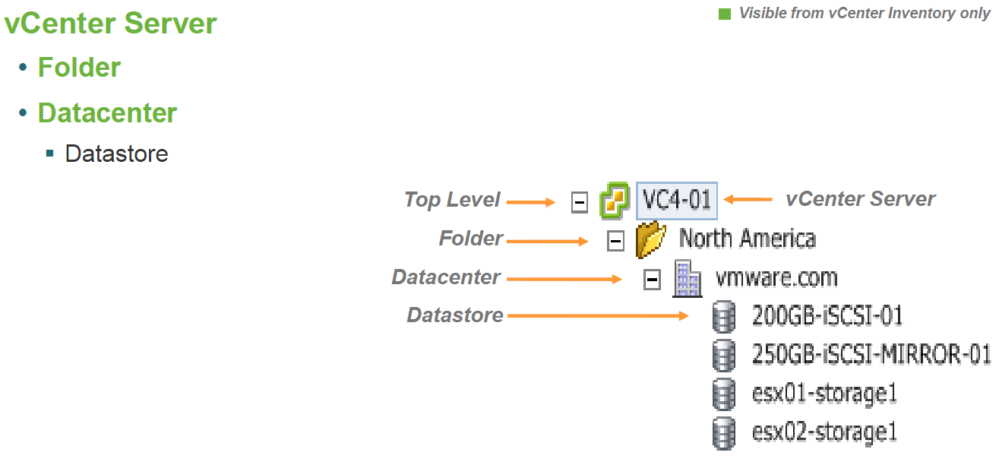 vCenter Server
Visible from vCenter Inventory only
Folder
Datacenter
Datastore
Top Level VC4-01 vCenter Server
Folder North America
Datacenter vmware.com
Datastore 200GB-iSCSI-01
250GB-iSCSI-MIRROR-01
esx01-storage1
esx02-storage1